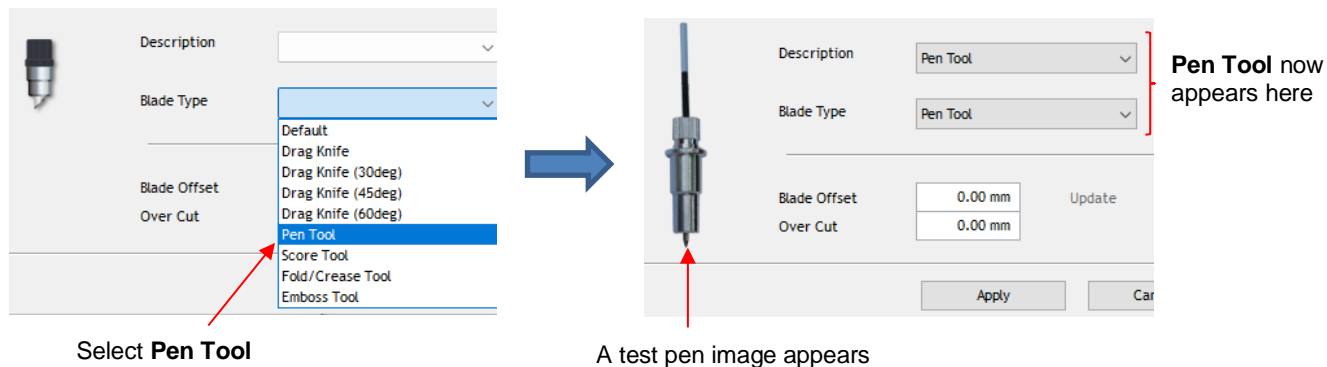 Description
Blade Type
Default
Drag Knife
Drag Knife (30deg)
Drag Knife (45deg)
Drag Knife (60deg)
Pen Tool
Score Tool
Fold/Crease Tool
Emboss Tool
Blade Offset
Over Cut
Select Pen Tool
Description Pen Tool
Blade Type Pen Tool
Pen Tool now
appears here
Blade Offset 0.00 mm Update
Over Cut 0.00 mm
Apply Car
A test pen image appears